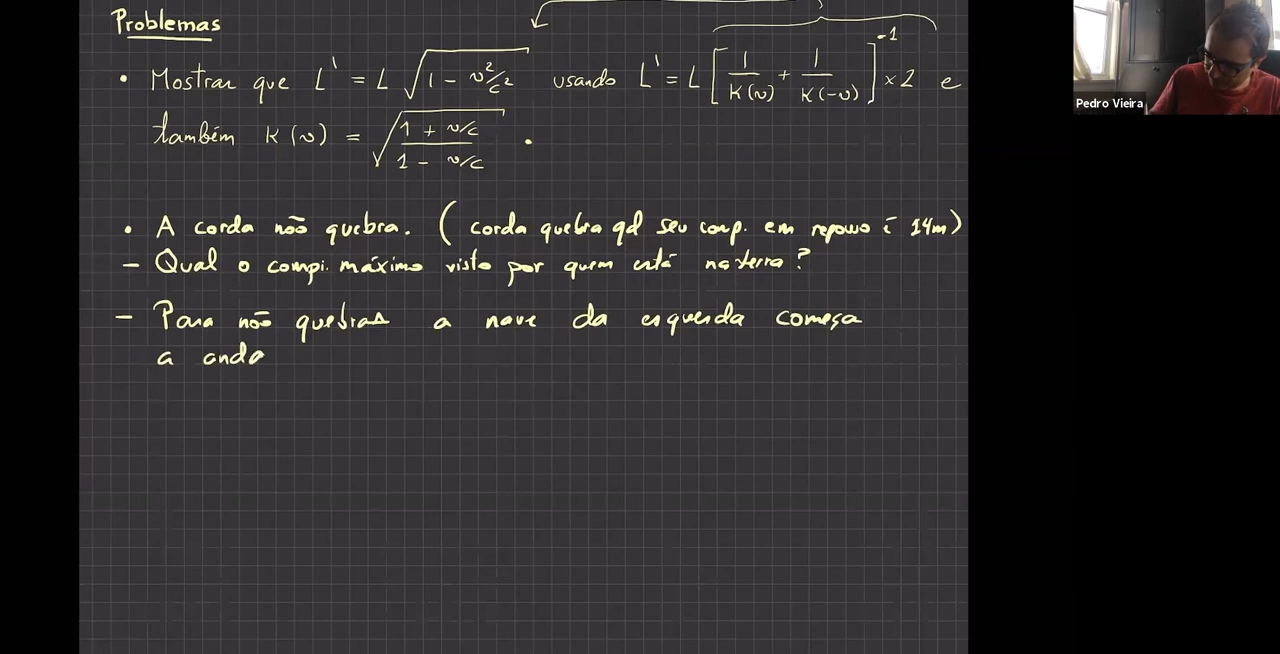 Problemas
• Mostrar que L' = L √(1 - v²/c²) usando L' = L [1/K(v) + 1/K(-v)]⁻¹ × 2 e
também K(v) = √((1 + v/c)/(1 - v/c)).
• A corda não quebra. (corda quebra qd seu comp. em repouso é 14m)
- Qual o compi. máximo visto por quem está na terra?
- Para não quebrar a nave da esquerda começa
a anda
Pedro Vieira